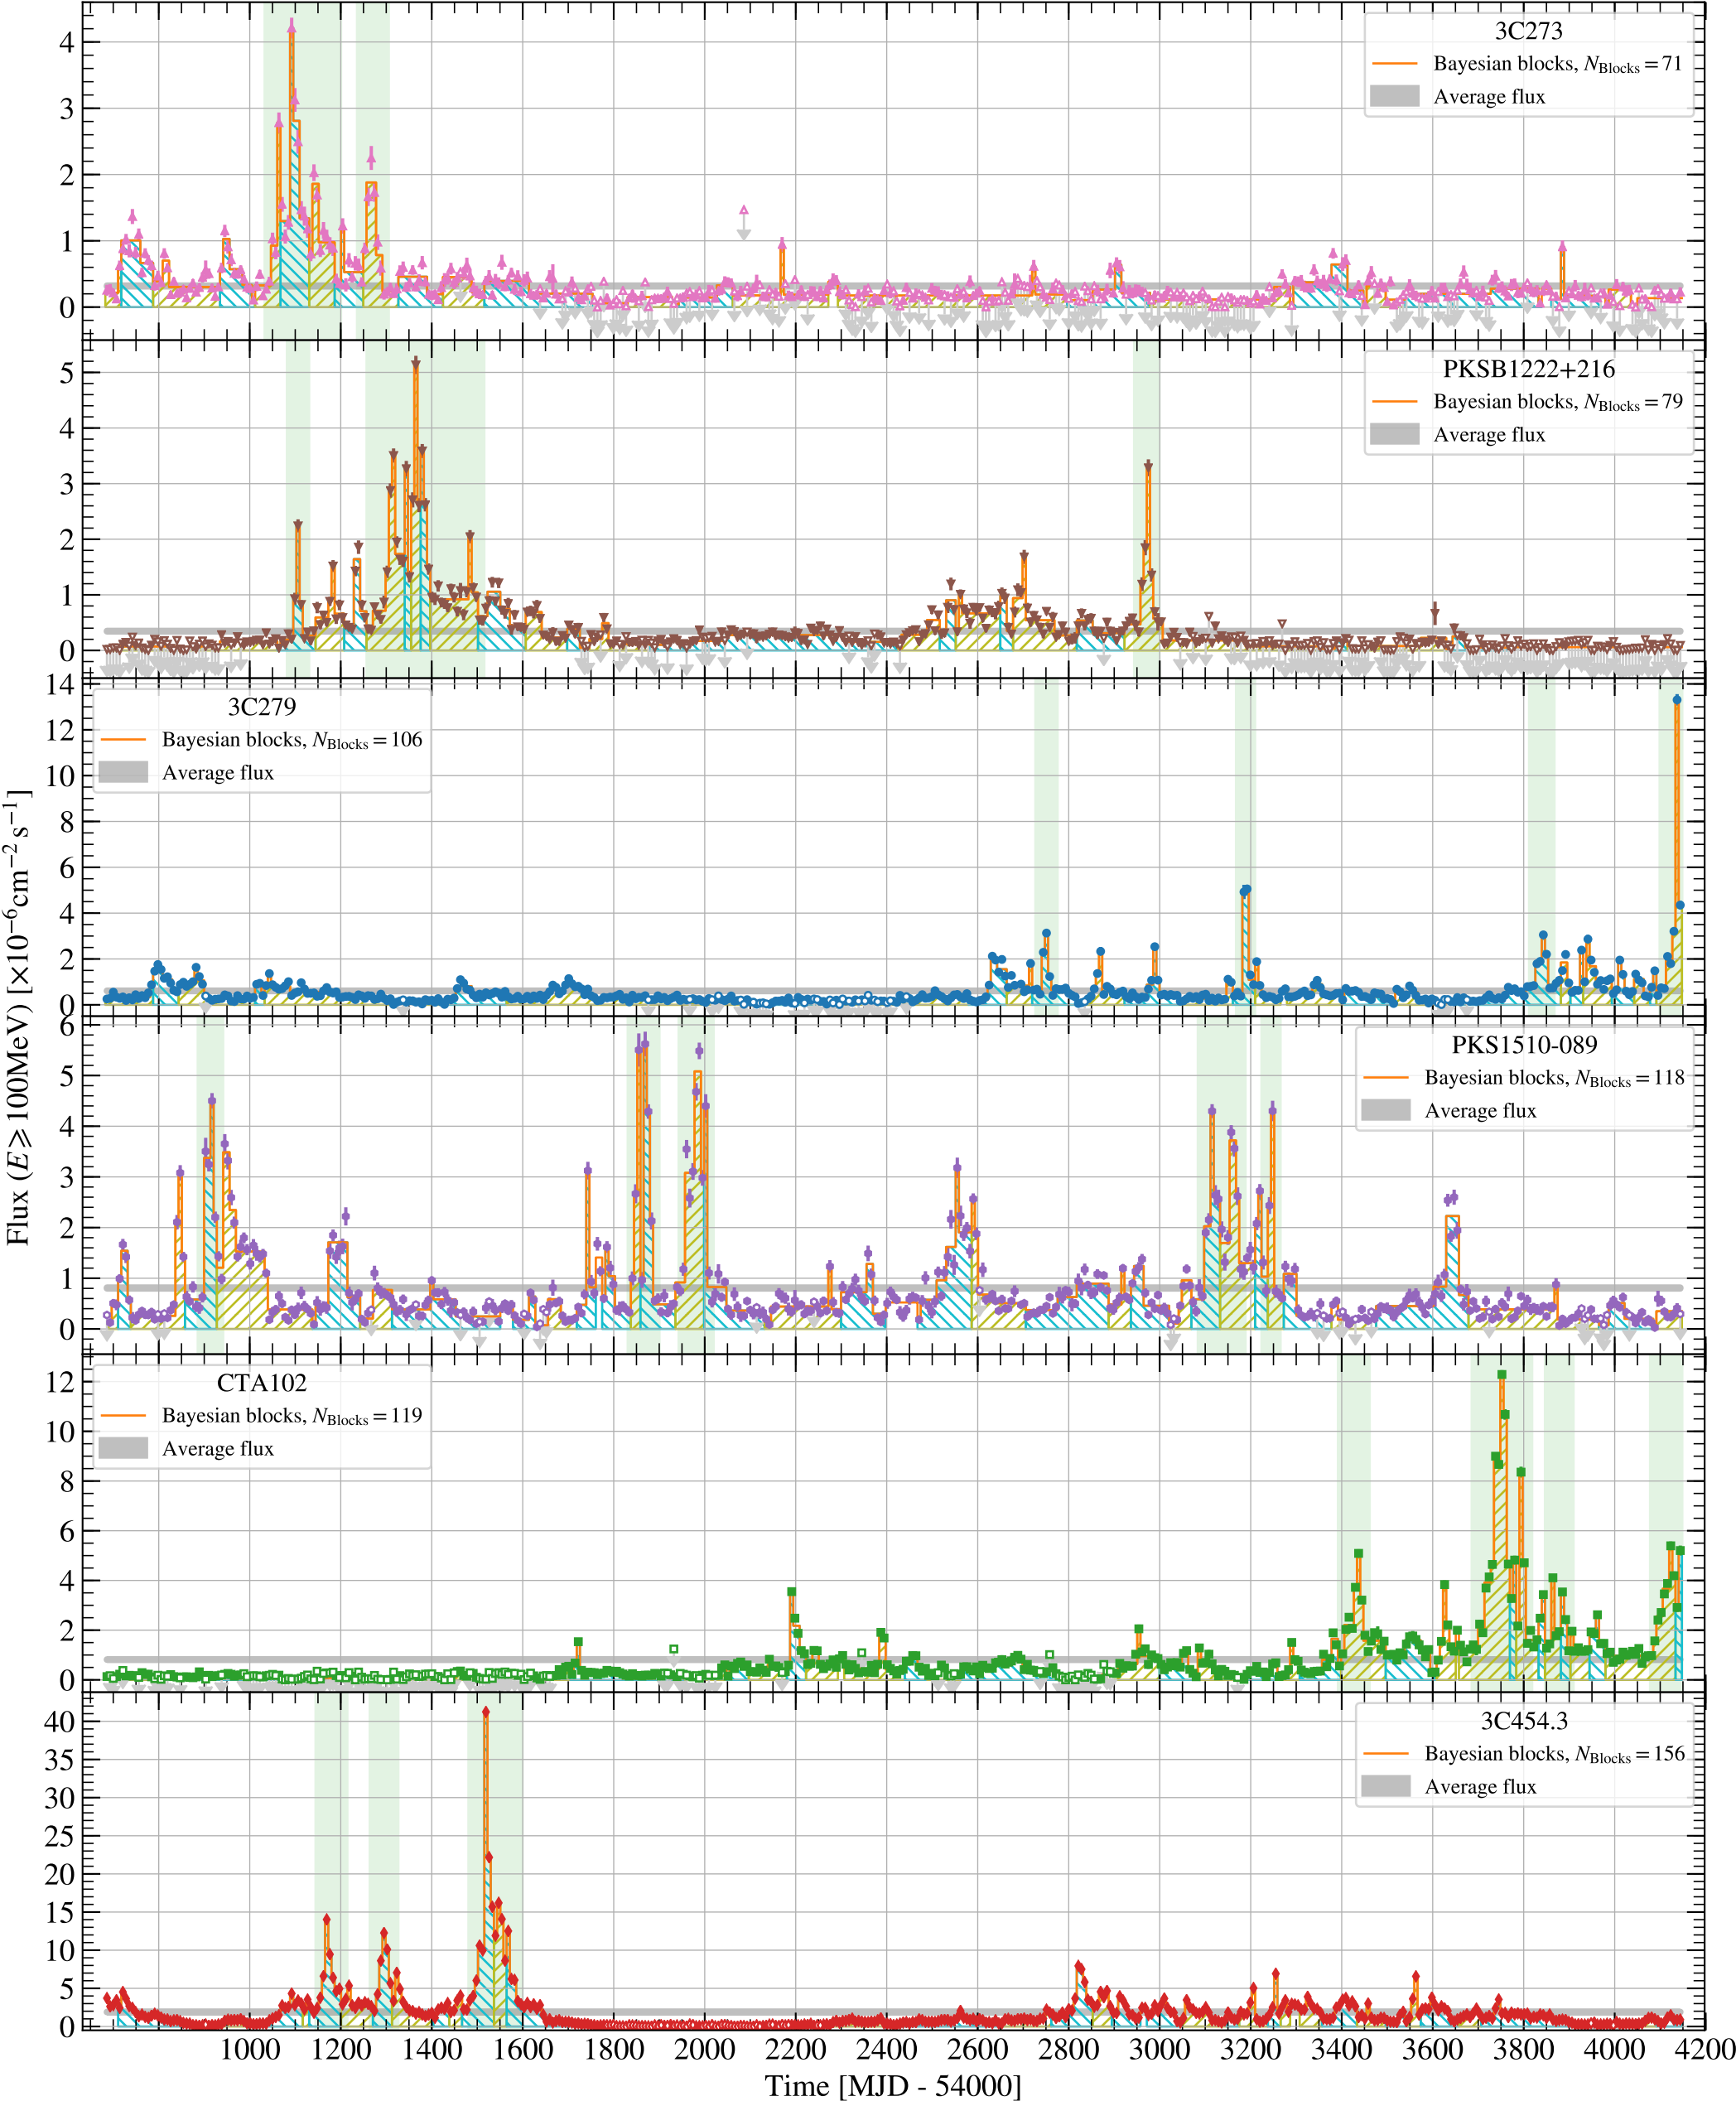 Flux (E ⩾ 100MeV) [×10⁻⁶cm⁻² s⁻¹]
3C273
Bayesian blocks, N_Blocks = 71
Average flux
4
3
2
1
0
PKSB1222+216
Bayesian blocks, N_Blocks = 79
Average flux
5
4
3
2
1
0
3C279
Bayesian blocks, N_Blocks = 106
Average flux
14
12
10
8
6
4
2
0
PKS1510-089
Bayesian blocks, N_Blocks = 118
Average flux
6
5
4
3
2
1
0
CTA102
Bayesian blocks, N_Blocks = 119
Average flux
12
10
8
6
4
2
0
3C454.3
Bayesian blocks, N_Blocks = 156
Average flux
40
35
30
25
20
15
10
5
0
1000 1200 1400 1600 1800 2000 2200 2400 2600 2800 3000 3200 3400 3600 3800 4000 4200
Time [MJD - 54000]